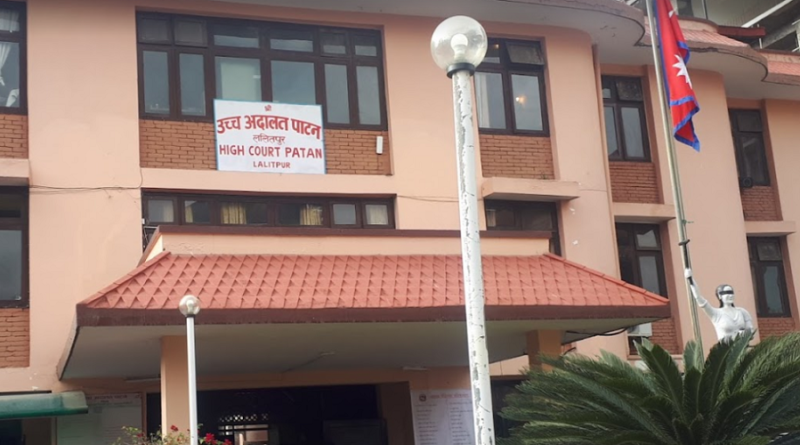 श्री
उच्च अदालत पाटन
ललितपुर
HIGH COURT PATAN
LALITPUR